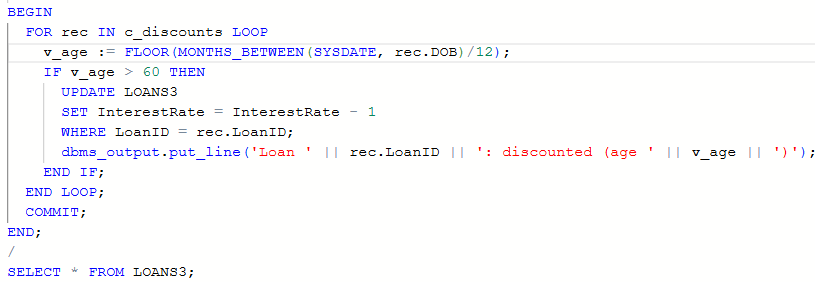 BEGIN
FOR rec IN c_discounts LOOP
v_age := FLOOR(MONTHS_BETWEEN(SYSDATE, rec.DOB)/12);
IF v_age > 60 THEN
UPDATE LOANS3
SET InterestRate = InterestRate - 1
WHERE LoanID = rec.LoanID;
dbms_output.put_line('Loan ' || rec.LoanID || ': discounted (age ' || v_age || ')');
END IF;
END LOOP;
COMMIT;
END;
/
SELECT * FROM LOANS3;